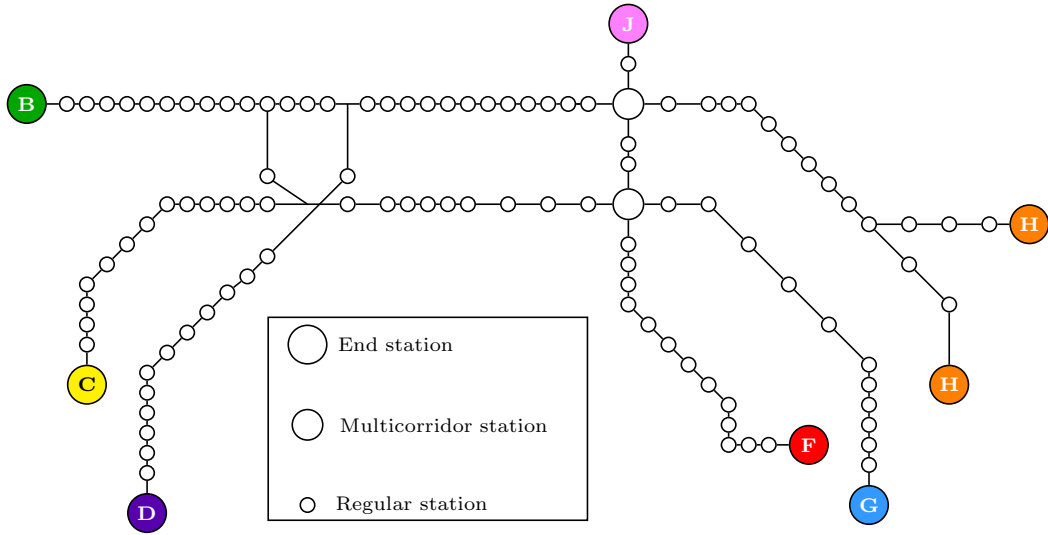 J
B
H
C
H
End station
Multicorridor station
F
Regular station
G
D